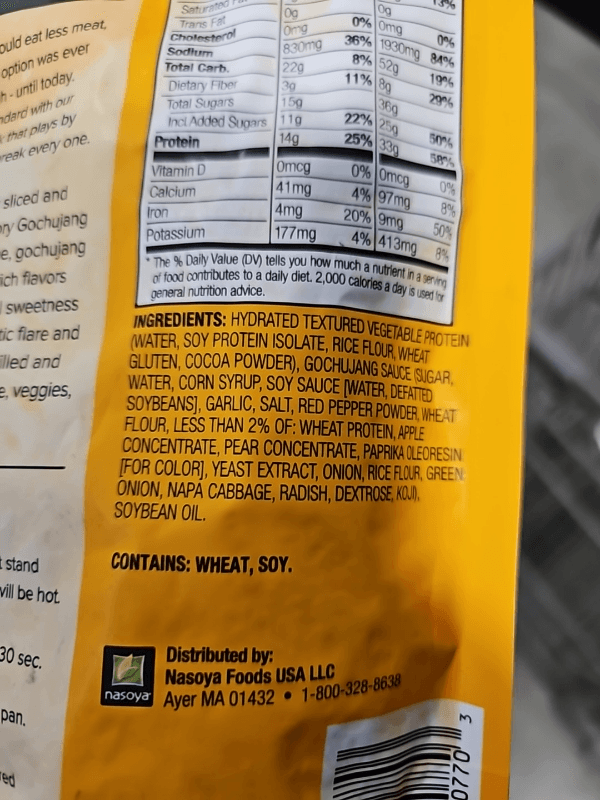 ould eat less meat,
option was ever
h - until today.
ndard with our
that plays by
reak every one.
sliced and
ry Gochujang
e, gochujang
ich flavors
sweetness
tic flare and
illed and
e, veggies,
t stand
will be hot.
30 sec.
pan.
red
Saturated 0g 0g 13%
Trans Fat 0g 0% 0g
Cholesterol 0mg 0% 0mg 0%
Sodium 830mg 36% 1930mg 84%
Total Carb. 22g 8% 52g 19%
Dietary Fiber 3g 11% 8g 29%
Total Sugars 15g 36g
Incl. Added Sugars 11g 22% 25g 50%
Protein 14g 25% 33g 58%
Vitamin D 0mcg 0% 0mcg 0%
Calcium 41mg 4% 97mg 8%
Iron 4mg 20% 9mg 50%
Potassium 177mg 4% 413mg 8%
* The % Daily Value (DV) tells you how much a nutrient in a serving
of food contributes to a daily diet. 2,000 calories a day is used for
general nutrition advice.
INGREDIENTS: HYDRATED TEXTURED VEGETABLE PROTEIN
(WATER, SOY PROTEIN ISOLATE, RICE FLOUR, WHEAT
GLUTEN, COCOA POWDER), GOCHUJANG SAUCE (SUGAR,
WATER, CORN SYRUP, SOY SAUCE [WATER, DEFATTED
SOYBEANS], GARLIC, SALT, RED PEPPER POWDER, WHEAT
FLOUR, LESS THAN 2% OF: WHEAT PROTEIN, APPLE
CONCENTRATE, PEAR CONCENTRATE, PAPRIKA OLEORESIN
[FOR COLOR], YEAST EXTRACT, ONION, RICE FLOUR, GREEN
ONION, NAPA CABBAGE, RADISH, DEXTROSE, KOJI),
SOYBEAN OIL.
CONTAINS: WHEAT, SOY.
nasoya
Distributed by:
Nasoya Foods USA LLC
Ayer MA 01432 • 1-800-328-8638
0770 3